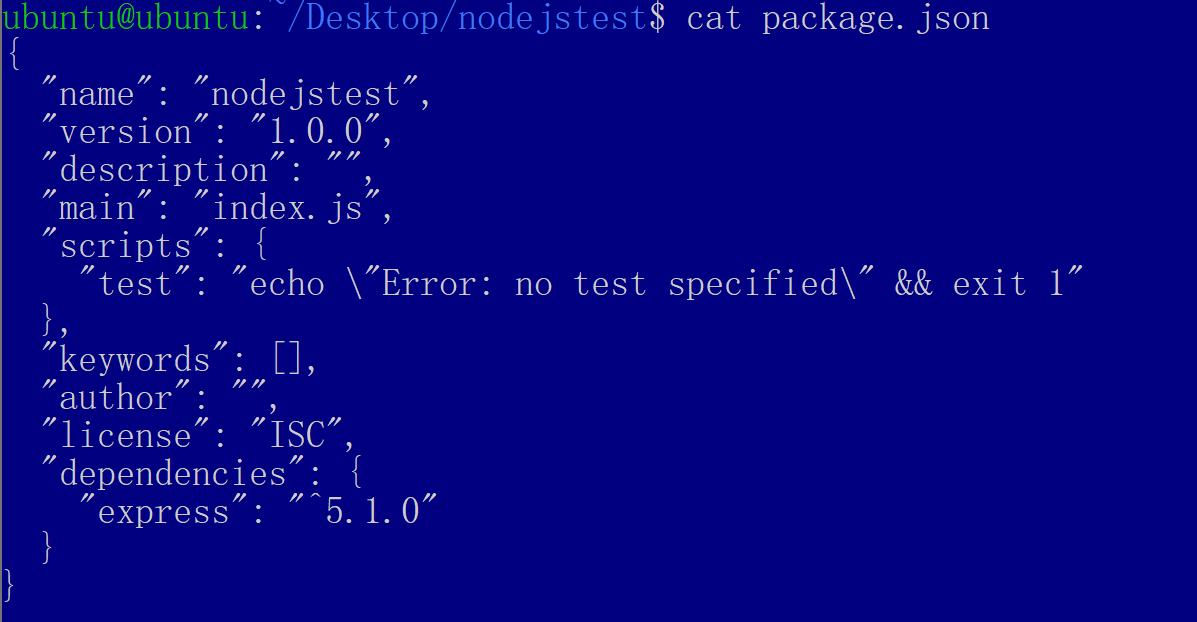 ubuntu@ubuntu:~/Desktop/nodejstest$ cat package.json
{
  "name": "nodejstest",
  "version": "1.0.0",
  "description": "",
  "main": "index.js",
  "scripts": {
    "test": "echo \"Error: no test specified\" && exit 1"
  },
  "keywords": [],
  "author": "",
  "license": "ISC",
  "dependencies": {
    "express": "^5.1.0"
  }
}